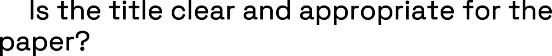 Is the title clear and appropriate for the
paper?